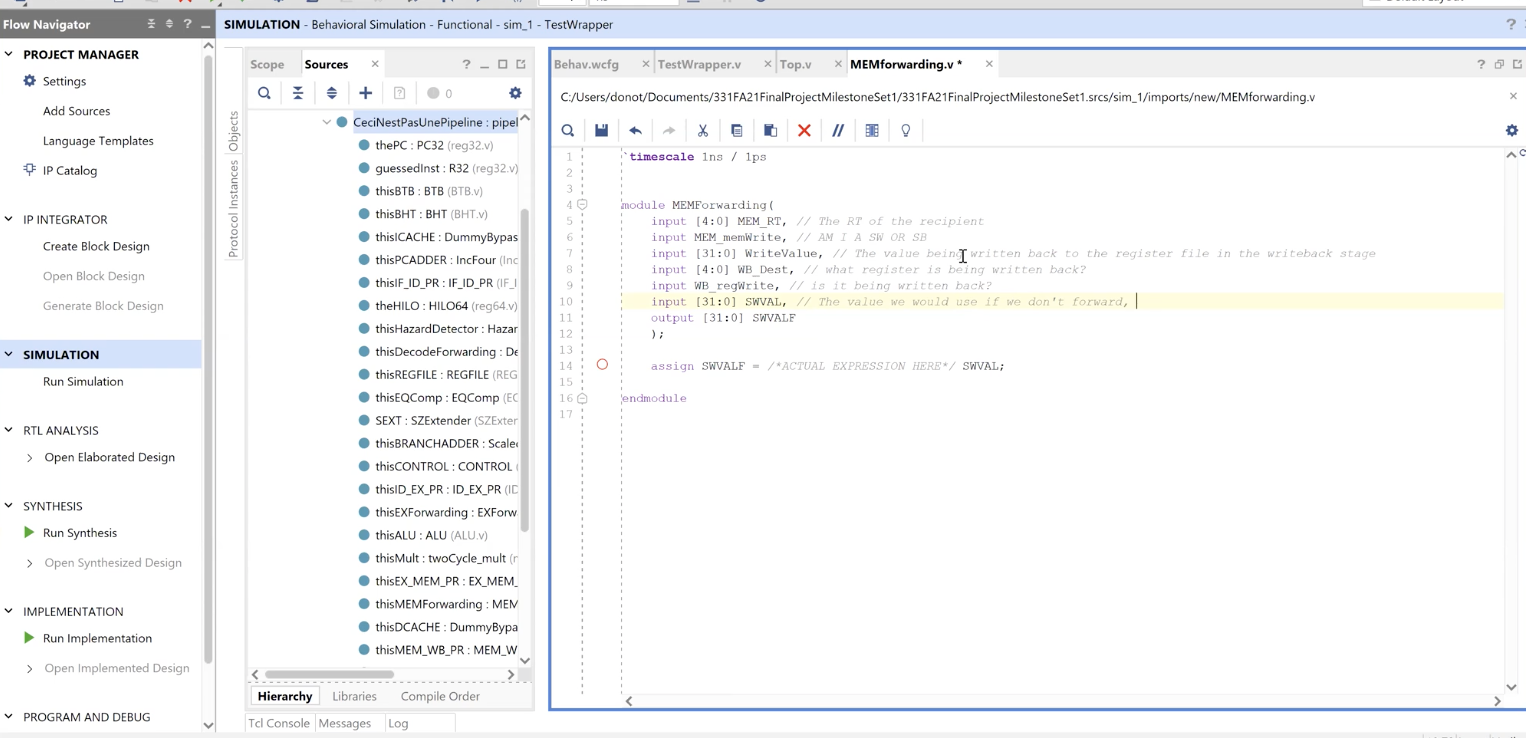 Flow Navigator
SIMULATION - Behavioral Simulation - Functional - sim_1 - TestWrapper
PROJECT MANAGER
Settings
Add Sources
Language Templates
IP Catalog
IP INTEGRATOR
Create Block Design
Open Block Design
Generate Block Design
SIMULATION
Run Simulation
RTL ANALYSIS
Open Elaborated Design
SYNTHESIS
Run Synthesis
Open Synthesized Design
IMPLEMENTATION
Run Implementation
Open Implemented Design
PROGRAM AND DEBUG
Objects
Protocol Instances
Scope
Sources
0
CeciNestPasUnePipeline : pipel
thePC : PC32 (reg32.v)
guessedInst : R32 (reg32.v)
thisBTB : BTB (BTB.v)
thisBHT : BHT (BHT.v)
thisICACHE : DummyBypas
thisPCADDER : IncFour (Inc
thisIF_ID_PR : IF_ID_PR (IF_I
theHILO : HILO64 (reg64.v)
thisHazardDetector : Hazar
thisDecodeForwarding : De
thisREGFILE : REGFILE (REG
thisEQComp : EQComp (EC
SEXT : SZExtender (SZExter
thisBRANCHADDER : Scale
thisCONTROL : CONTROL (
thisID_EX_PR : ID_EX_PR (ID
thisEXForwarding : EXForw
thisALU : ALU (ALU.v)
thisMult : twoCycle_mult (r
thisEX_MEM_PR : EX_MEM_
thisMEMForwarding : MEM
thisDCACHE : DummyBypa
thisMEM_WB_PR : MEM_W
Hierarchy
Libraries
Compile Order
Tcl Console
Messages
Log
Behav.wcfg
TestWrapper.v
Top.v
MEMforwarding.v *
C:/Users/donot/Documents/331FA21FinalProjectMilestoneSet1/331FA21FinalProjectMilestoneSet1.srcs/sim_1/imports/new/MEMforwarding.v
1 `timescale 1ns / 1ps
2
3
4 module MEMForwarding(
5 input [4:0] MEM_RT, // The RT of the recipient
6 input MEM_memWrite, // AM I A SW OR SB
7 input [31:0] WriteValue, // The value being written back to the register file in the writeback stage
8 input [4:0] WB_Dest, // what register is being written back?
9 input WB_regWrite, // is it being written back?
10 input [31:0] SWVAL, // The value we would use if we don't forward,
11 output [31:0] SWVALF
12 );
13
14 assign SWVALF = /*ACTUAL EXPRESSION HERE*/ SWVAL;
15
16 endmodule
17